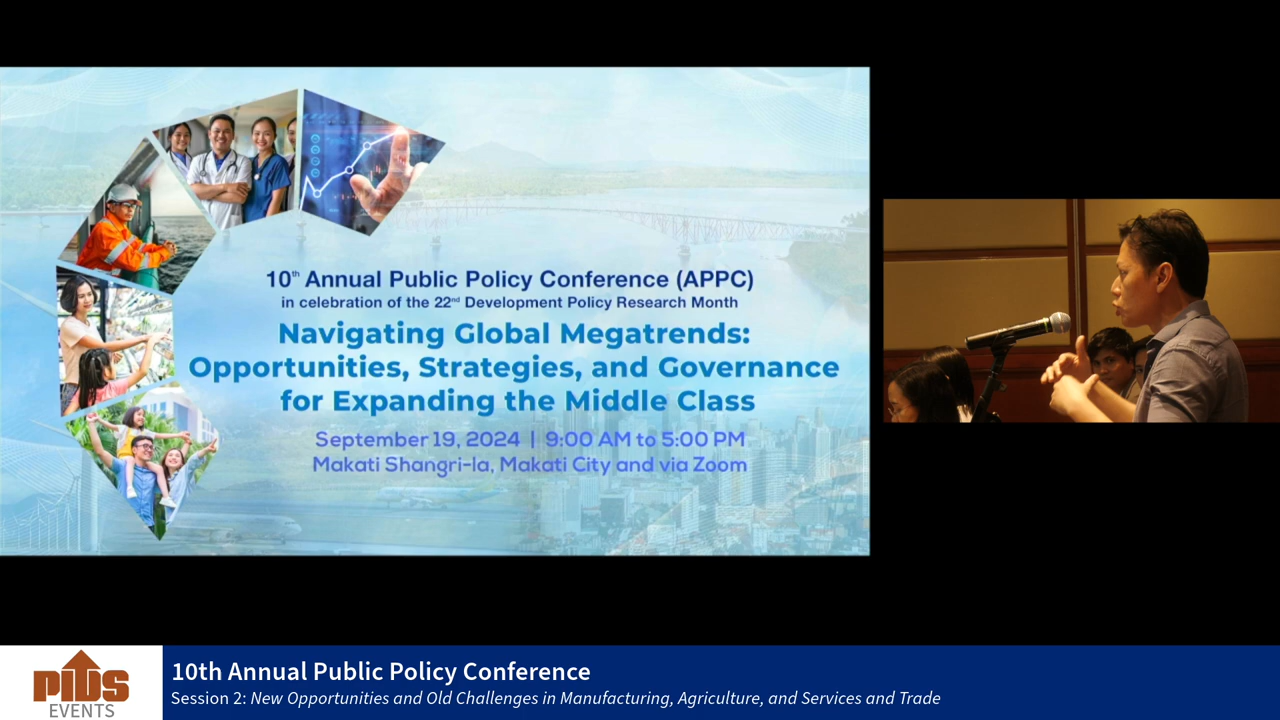 10th Annual Public Policy Conference (APPC)
in celebration of the 22nd Development Policy Research Month
Navigating Global Megatrends:
Opportunities, Strategies, and Governance
for Expanding the Middle Class
September 19, 2024 | 9:00 AM to 5:00 PM
Makati Shangri-la, Makati City and via Zoom
PIDS
EVENTS
10th Annual Public Policy Conference
Session 2: New Opportunities and Old Challenges in Manufacturing, Agriculture, and Services and Trade